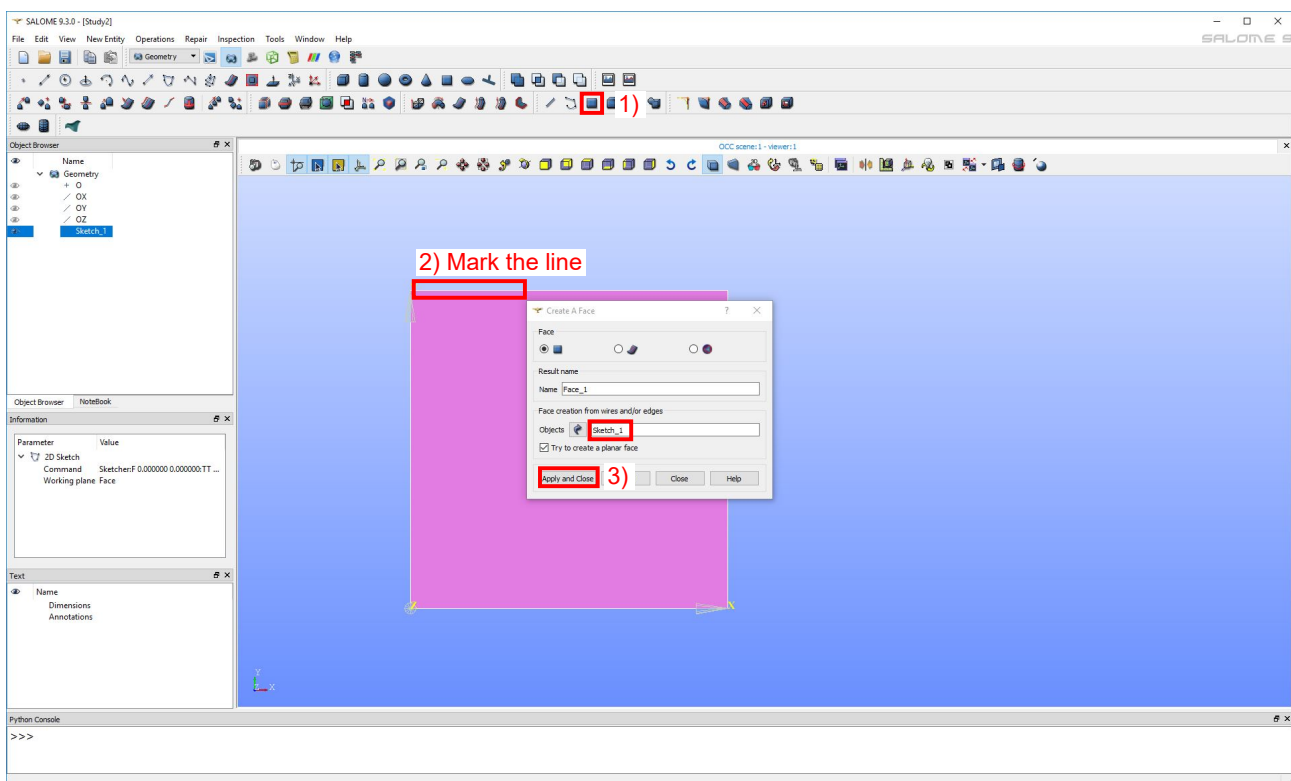 SALOME 9.3.0 - [Study2]
File Edit View New Entity Operations Repair Inspection Tools Window Help
SALOME 9
Geometry
1)
Object Browser
OCC scene:1 - viewer:1
Name
Geometry
O
OX
OY
OZ
Sketch_1
2) Mark the line
Create A Face
Face
Result name
Name Face_1
Face creation from wires and/or edges
Objects Sketch_1
Try to create a planar face
Apply and Close 3) Close Help
Object Browser NoteBook
Information
Parameter Value
2D Sketch
Command Sketcher:F 0.000000 0.000000:TT ...
Working plane Face
Text
Name
Dimensions
Annotations
X
Y
X
Python Console
>>>